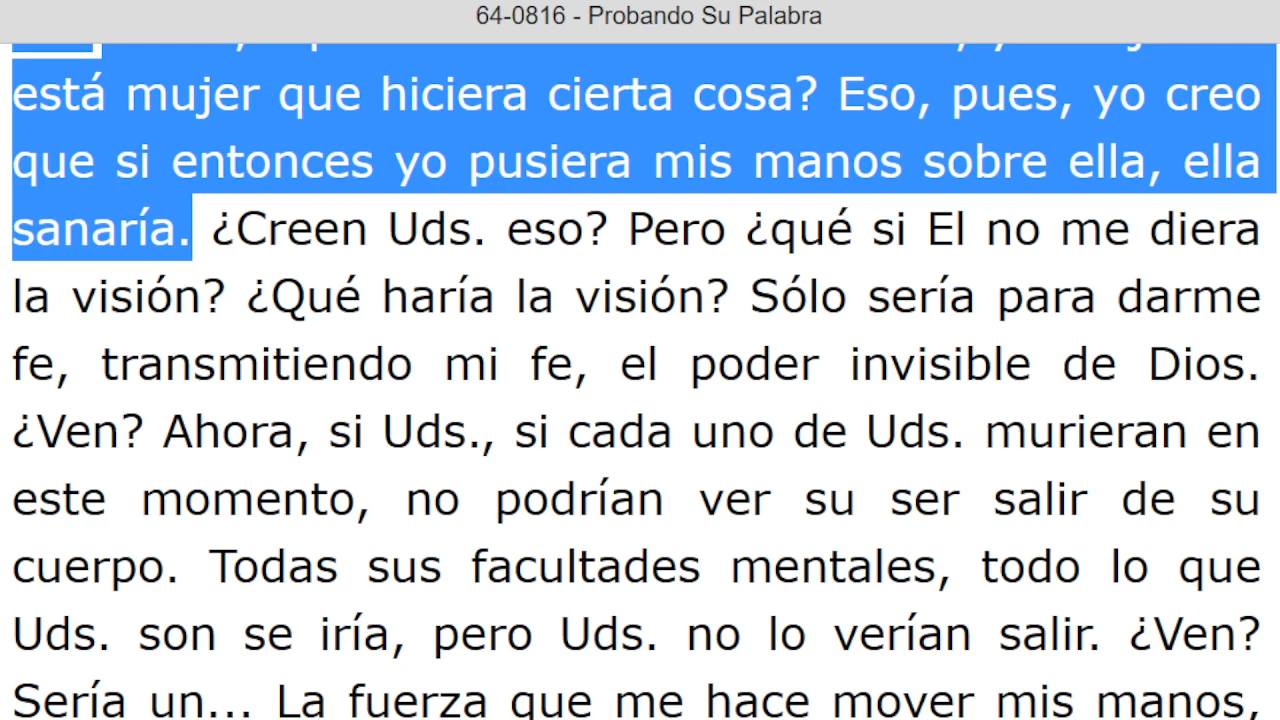 64-0816 - Probando Su Palabra
está mujer que hiciera cierta cosa? Eso, pues, yo creo
que si entonces yo pusiera mis manos sobre ella, ella
sanaría. ¿Creen Uds. eso? Pero ¿qué si El no me diera
la visión? ¿Qué haría la visión? Sólo sería para darme
fe, transmitiendo mi fe, el poder invisible de Dios.
¿Ven? Ahora, si Uds., si cada uno de Uds. murieran en
este momento, no podrían ver su ser salir de su
cuerpo. Todas sus facultades mentales, todo lo que
Uds. son se iría, pero Uds. no lo verían salir. ¿Ven?
Sería un... La fuerza que me hace mover mis manos,